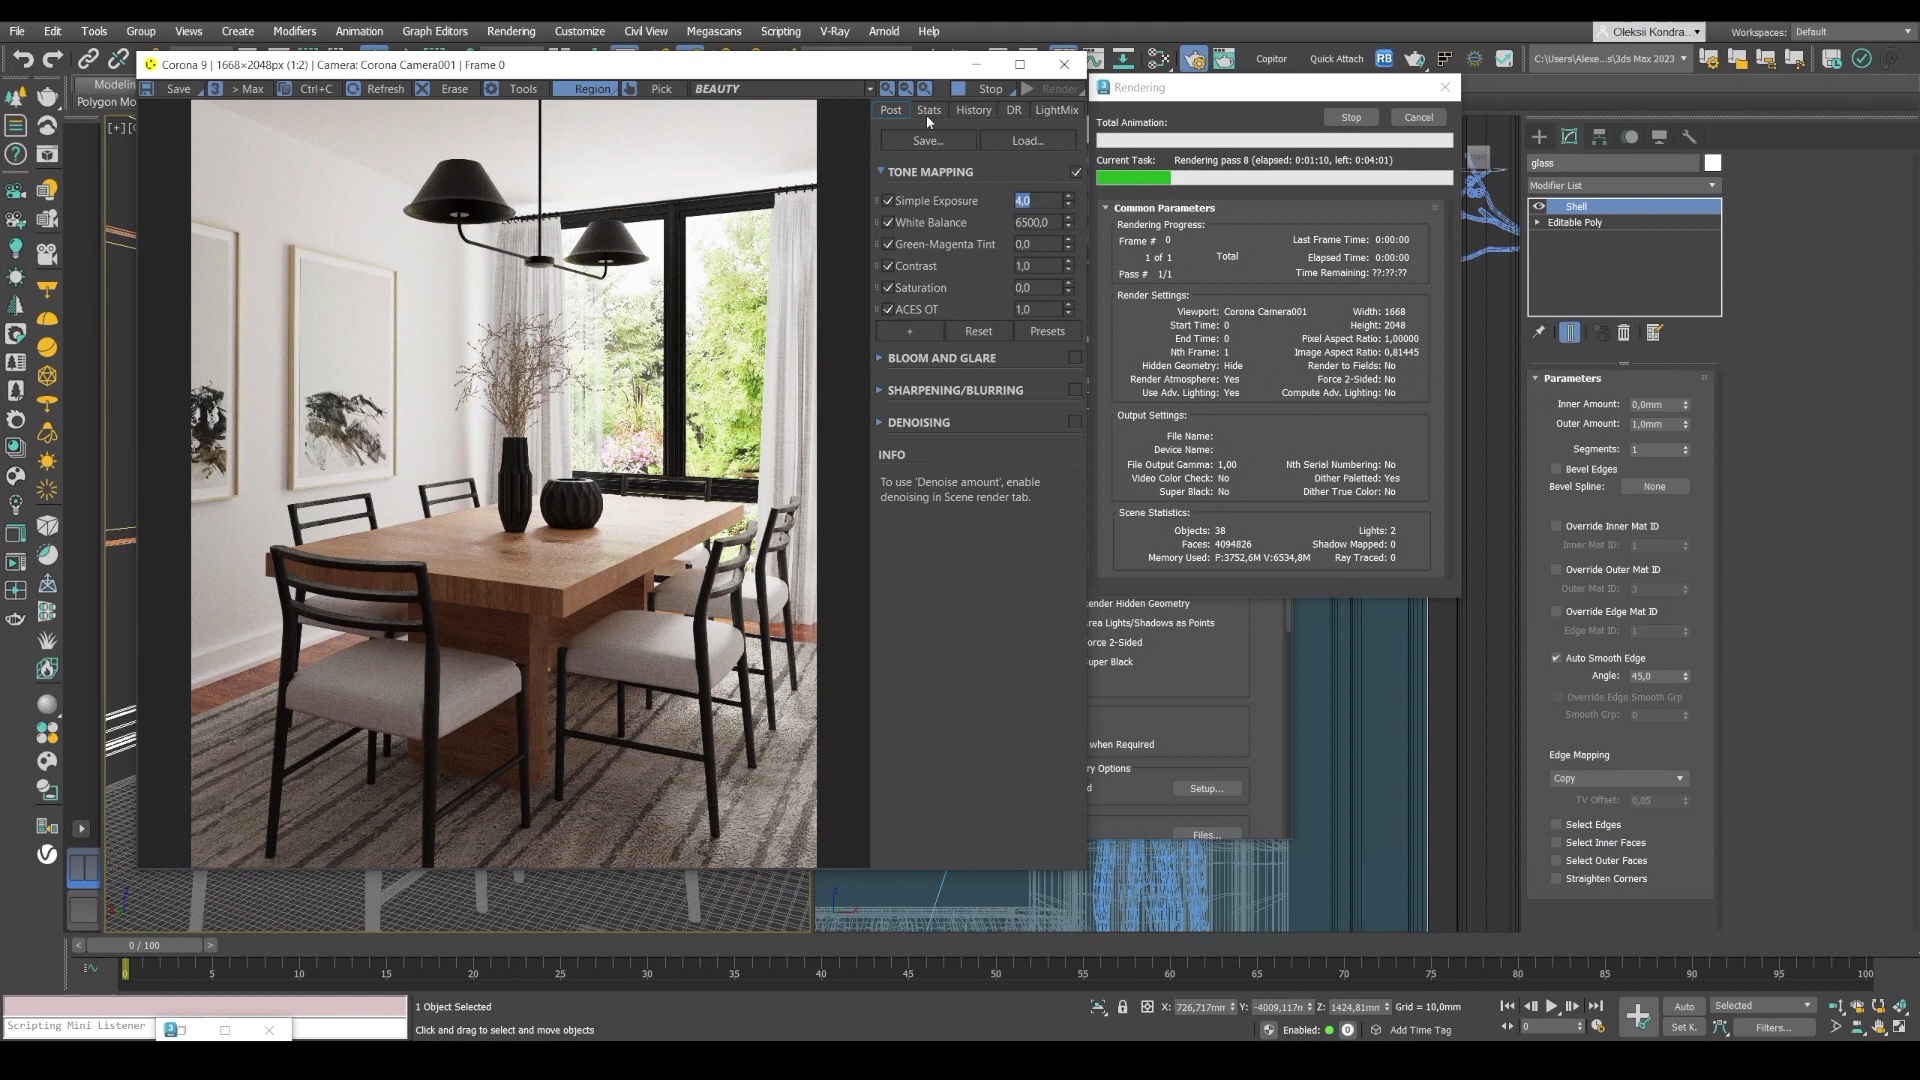 File Edit Tools Group Views Create Modifiers Animation Graph Editors Rendering Customize Civil View Substance Megascans Scripting V-Ray Arnold Help
Oleksii Kondra... Workspaces: Default
Copitor Quick Attach RB C:\Users\Alexe...s\3ds Max 2023
Corona 9 | 1668×2048px (1:2) | Camera: Corona Camera001 | Frame 0
Modelin
Polygon Mo
Save > Max Ctrl+C Refresh Erase Tools Region Pick BEAUTY Stop Render
Post Stats History DR LightMix
Save... Load...
TONE MAPPING
Simple Exposure 4,0
White Balance 6500,0
Green-Magenta Tint 0,0
Contrast 1,0
Saturation 0,0
ACES OT 1,0
+ Reset Presets
BLOOM AND GLARE
SHARPENING/BLURRING
DENOISING
INFO
To use 'Denoise amount', enable
denoising in Scene render tab.
Rendering
Total Animation: Stop Cancel
Current Task: Rendering pass 8 (elapsed: 0:01:10, left: 0:04:01)
Common Parameters
Rendering Progress:
Frame # 0 Last Frame Time: 0:00:00
1 of 1 Total Elapsed Time: 0:00:00
Pass # 1/1 Time Remaining: ??:??:??
Render Settings:
Viewport: Corona Camera001 Width: 1668
Start Time: 0 Height: 2048
End Time: 0 Pixel Aspect Ratio: 1,00000
Nth Frame: 1 Image Aspect Ratio: 0,81445
Hidden Geometry: Hide Render to Fields: No
Render Atmosphere: Yes Force 2-Sided: No
Use Adv. Lighting: Yes Compute Adv. Lighting: No
Output Settings:
File Name:
Device Name:
File Output Gamma: 1,00 Nth Serial Numbering: No
Video Color Check: No Dither Paletted: Yes
Super Black: No Dither True Color: No
Scene Statistics:
Objects: 38 Lights: 2
Faces: 4094826 Shadow Mapped: 0
Memory Used: P:3752,6M V:6534,8M Ray Traced: 0
ender Hidden Geometry
rea Lights/Shadows as Points
orce 2-Sided
uper Black
when Required
ry Options
d Setup...
Files...
glass
Modifier List
Shell
Editable Poly
Parameters
Inner Amount: 0,0mm
Outer Amount: 1,0mm
Segments: 1
Bevel Edges
Bevel Spline: None
Override Inner Mat ID
Inner Mat ID: 1
Override Outer Mat ID
Outer Mat ID: 3
Override Edge Mat ID
Edge Mat ID: 1
Auto Smooth Edge
Angle: 45,0
Override Edge Smooth Grp
Smooth Grp: 0
Edge Mapping
Copy
TV Offset: 0,05
Select Edges
Select Inner Faces
Select Outer Faces
Straighten Corners
< 0 / 100 >
0 5 10 15 20 25 30 35 40 45 50 55 60 65 70 75 80 85 90 95 100
1 Object Selected X: 726,717mm Y: -4009,117m Z: 1424,81mm Grid = 10,0mm Auto Selected
Scripting Mini Listener Click and drag to select and move objects Enabled: 0 Add Time Tag 0 Set K. Filters...